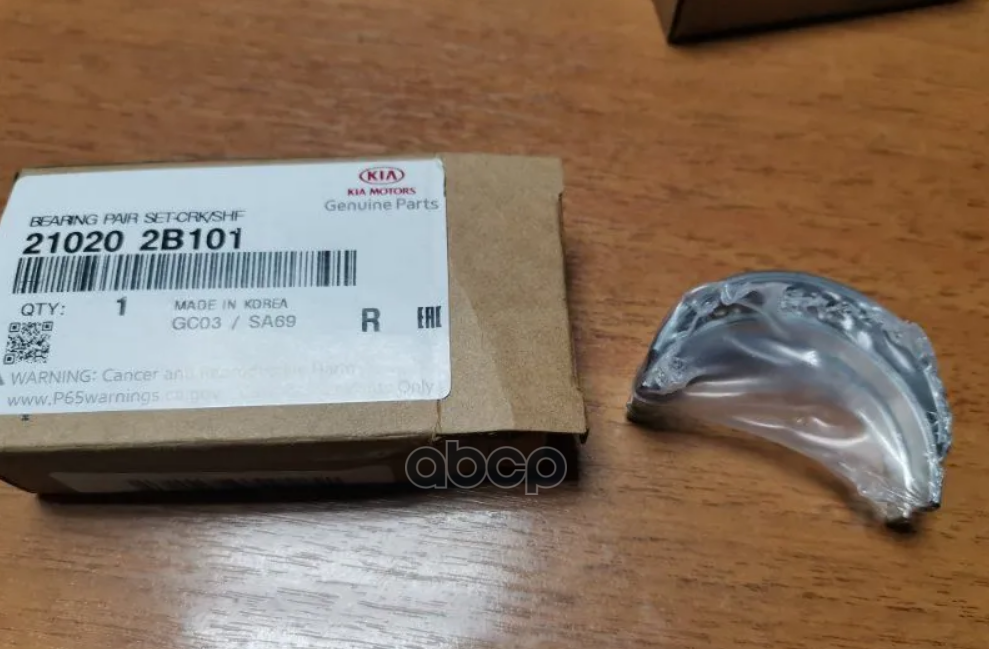 KIA
KIA MOTORS
Genuine Parts
BEARING PAIR SET-CRK/SHF
21020 2B101
QTY: 1 MADE IN KOREA
GC03 / SA69 R EAC
WARNING: Cancer and Harm
www.P65warnings.ca.gov Only
abcp